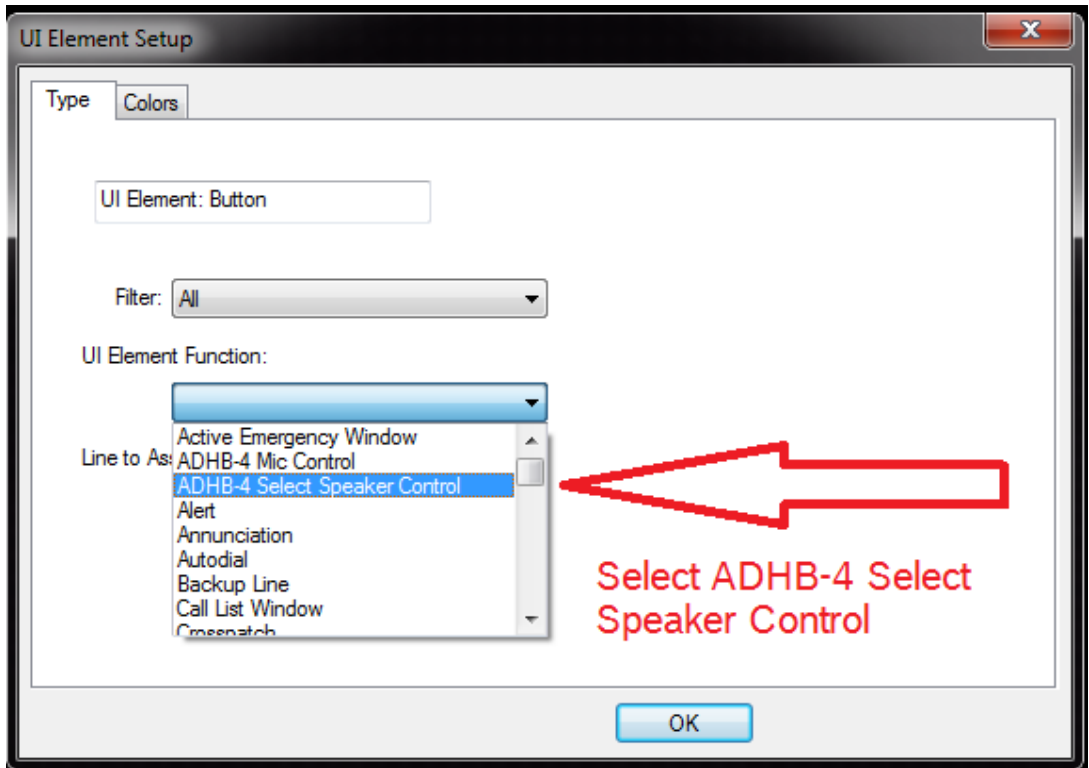 UI Element Setup
x
Type
Colors
UI Element: Button
Filter:
All
UI Element Function:
Line to As
Active Emergency Window
ADHB-4 Mic Control
ADHB-4 Select Speaker Control
Alert
Annunciation
Autodial
Backup Line
Call List Window
Crosspatch
Select ADHB-4 Select
Speaker Control
OK